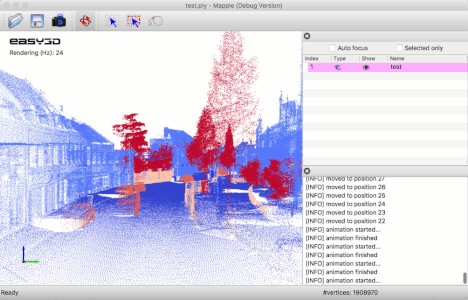 test.ply - Mapple (Debug Version)
easy3D
Rendering (Hz): 24
Auto focus
Selected only
Index Type Show Name
1 test
[INFO] moved to position 27
[INFO] moved to position 26
[INFO] moved to position 25
[INFO] moved to position 24
[INFO] moved to position 23
[INFO] moved to position 22
[INFO] animation started...
[INFO] animation finished
[INFO] animation started...
[INFO] animation finished
[INFO] animation started...
[INFO] animation finished
[INFO] animation started...
Ready
#vertices: 1908970